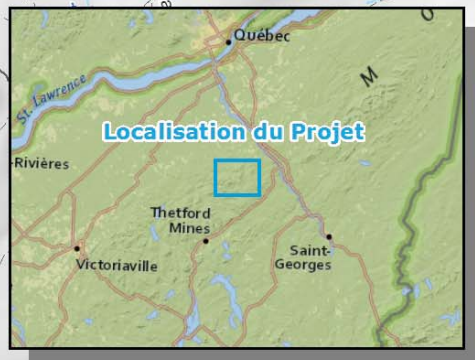 Québec
M
O
St. Lawrence
Localisation du Projet
-Rivières
Thetford
Mines
Victoriaville
Saint-
Georges